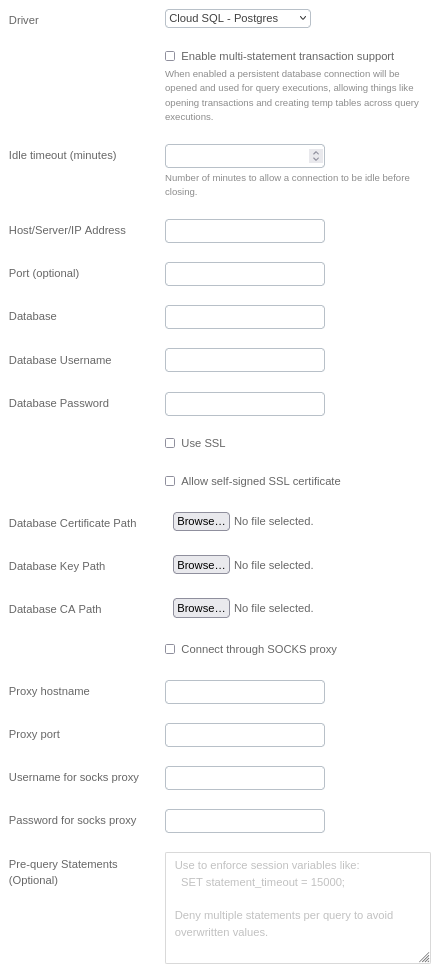 Driver
Cloud SQL - Postgres
Enable multi-statement transaction support
When enabled a persistent database connection will be
opened and used for query executions, allowing things like
opening transactions and creating temp tables across query
executions.
Idle timeout (minutes)
Number of minutes to allow a connection to be idle before
closing.
Host/Server/IP Address
Port (optional)
Database
Database Username
Database Password
Use SSL
Allow self-signed SSL certificate
Database Certificate Path
Browse... No file selected.
Database Key Path
Browse... No file selected.
Database CA Path
Browse... No file selected.
Connect through SOCKS proxy
Proxy hostname
Proxy port
Username for socks proxy
Password for socks proxy
Pre-query Statements
(Optional)
Use to enforce session variables like:
SET statement_timeout = 15000;
Deny multiple statements per query to avoid
overwritten values.